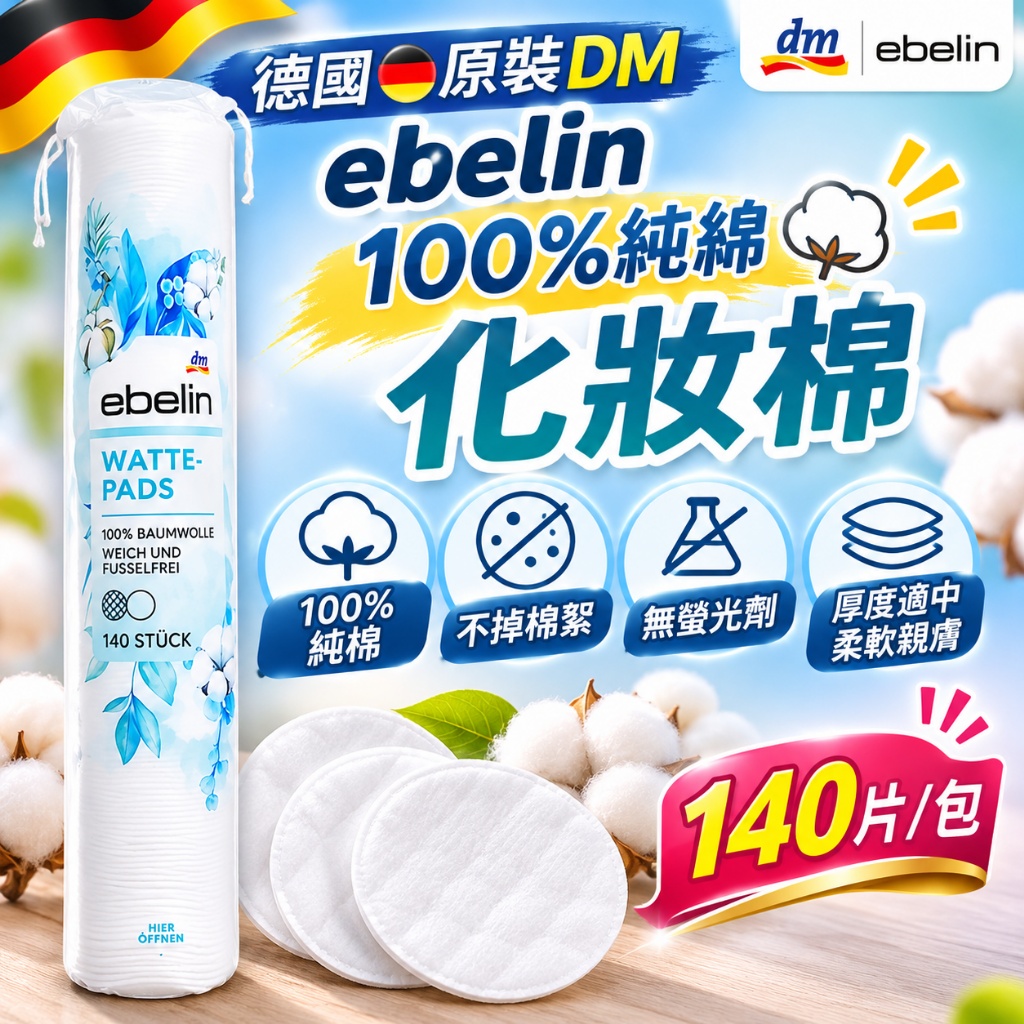 德國原裝DM
dm ebelin
ebelin
100%純綿
化妝棉
dm
ebelin
WATTE-
PADS
100% BAUMWOLLE
WEICH UND
FUSSELFREI
140 STÜCK
HIER
ÖFFNEN
100%
純棉
不掉棉絮
無螢光劑
厚度適中
柔軟親膚
140片/包